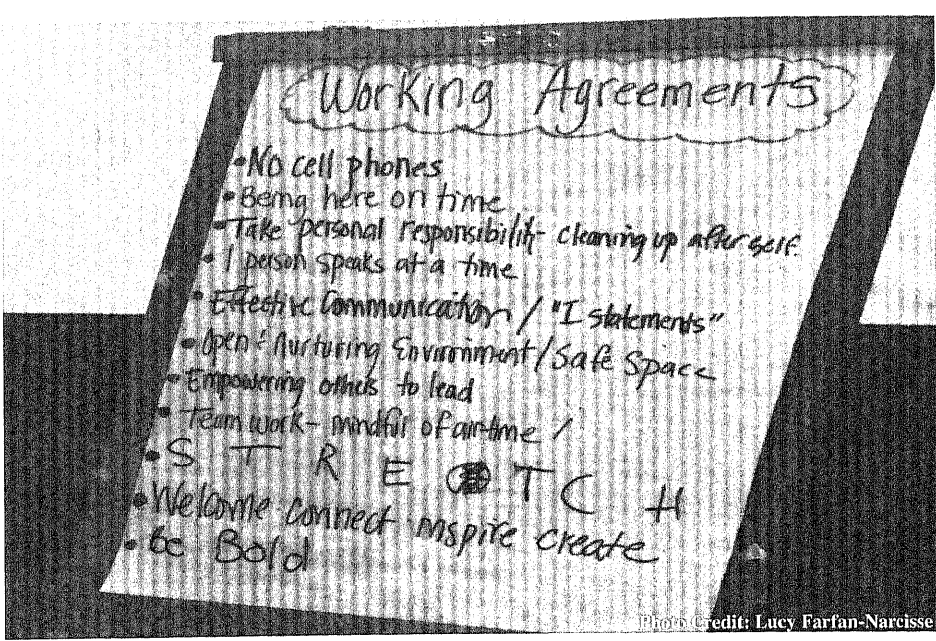 Working Agreements
• No cell phones
• Being here on time
• Take personal responsibility - cleaning up after self.
• 1 person speaks at a time
• Effective Communication / "I statements"
• Open & Nurturing Environment / Safe Space
• Empowering others to lead
• Team work - mindful of air time /
• S T R E T C H
• Welcome connect inspire create
• Be Bold
Photo Credit: Lucy Farfan-Narcisse